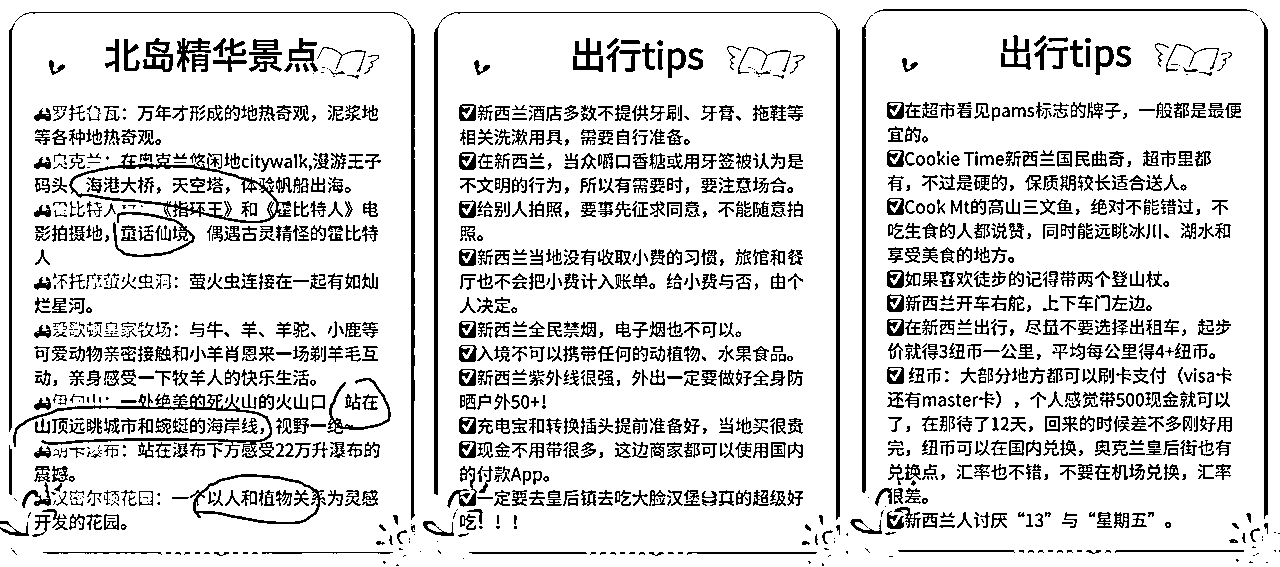 北岛精华景点
罗托鲁瓦：万年才形成的地热奇观，泥浆地
等各种地热奇观。
奥克兰：在奥克兰悠闲地citywalk,漫游王子
码头，海港大桥，天空塔，体验帆船出海。
霍比特人村：《指环王》和《霍比特人》电
影拍摄地，童话仙境，偶遇古灵精怪的霍比特
人
怀托摩萤火虫洞：萤火虫连接在一起有如灿
烂星河。
爱歌顿皇家牧场：与牛、羊、羊驼、小鹿等
可爱动物亲密接触和小羊肖恩来一场剃羊毛互
动，亲身感受一下牧羊人的快乐生活。
伊甸山：一处绝美的死火山的火山口，站在
山顶远眺城市和蜿蜒的海岸线，视野一绝~
胡卡瀑布：站在瀑布下方感受22万升瀑布的
震撼。
汉密尔顿花园：一个以人和植物关系为灵感
开发的花园。
出行tips
新西兰酒店多数不提供牙刷、牙膏、拖鞋等
相关洗漱用具，需要自行准备。
在新西兰，当众嚼口香糖或用牙签被认为是
不文明的行为，所以有需要时，要注意场合。
给别人拍照，要事先征求同意，不能随意拍
照。
新西兰当地没有收取小费的习惯，旅馆和餐
厅也不会把小费计入账单。给小费与否，由个
人决定。
新西兰全民禁烟，电子烟也不可以。
入境不可以携带任何的动植物、水果食品。
新西兰紫外线很强，外出一定要做好全身防
晒户外50+!
充电宝和转换插头提前准备好，当地买很贵
现金不用带很多，这边商家都可以使用国内
的付款App。
一定要去皇后镇去吃大脸汉堡🍔真的超级好
吃！！！
出行tips
在超市看见pams标志的牌子，一般都是最便
宜的。
Cookie Time新西兰国民曲奇，超市里都
有，不过是硬的，保质期较长适合送人。
Cook Mt的高山三文鱼，绝对不能错过，不
吃生食的人都说赞，同时能远眺冰川、湖水和
享受美食的地方。
如果喜欢徒步的记得带两个登山杖。
新西兰开车右舵，上下车门左边。
在新西兰出行，尽量不要选择出租车，起步
价就得3纽币一公里，平均每公里得4+纽币。
纽币：大部分地方都可以刷卡支付（visa卡
还有master卡），个人感觉带500现金就可以
了，在那待了12天，回来的时候差不多刚好用
完，纽币可以在国内兑换，奥克兰皇后街也有
兑换点，汇率也不错，不要在机场兑换，汇率
很差。
新西兰人讨厌“13”与“星期五”。